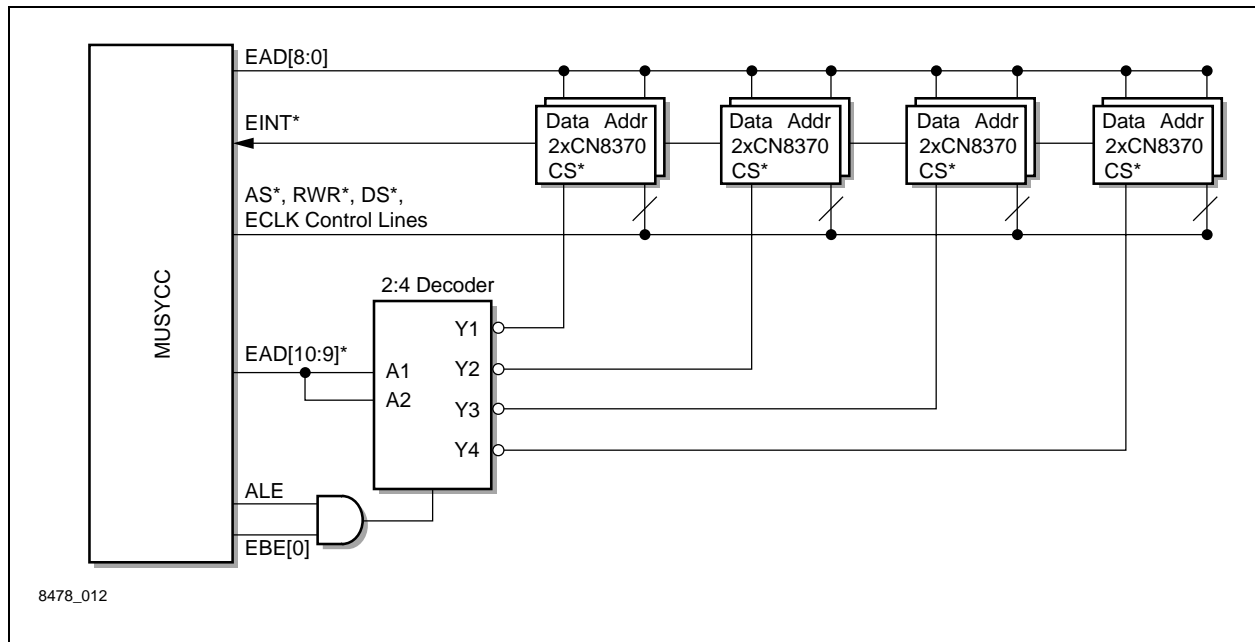 EAD[8:0]
EINT*
Data Addr
2xCN8370
CS*
Data Addr
2xCN8370
CS*
Data Addr
2xCN8370
CS*
Data Addr
2xCN8370
CS*
AS*, RWR*, DS*,
ECLK Control Lines
MUSYCC
2:4 Decoder
EAD[10:9]*
A1
A2
Y1
Y2
Y3
Y4
ALE
EBE[0]
8478_012